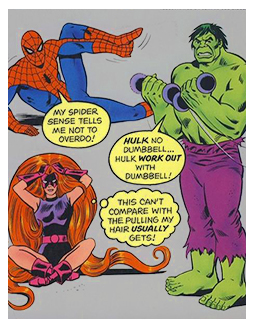 MY SPIDER
SENSE TELLS
ME NOT TO
OVERDO!
HULK NO
DUMBBELL...
HULK WORK OUT
WITH
DUMBBELL!
THIS CAN'T
COMPARE WITH
THE PULLING MY
HAIR USUALLY
GETS!